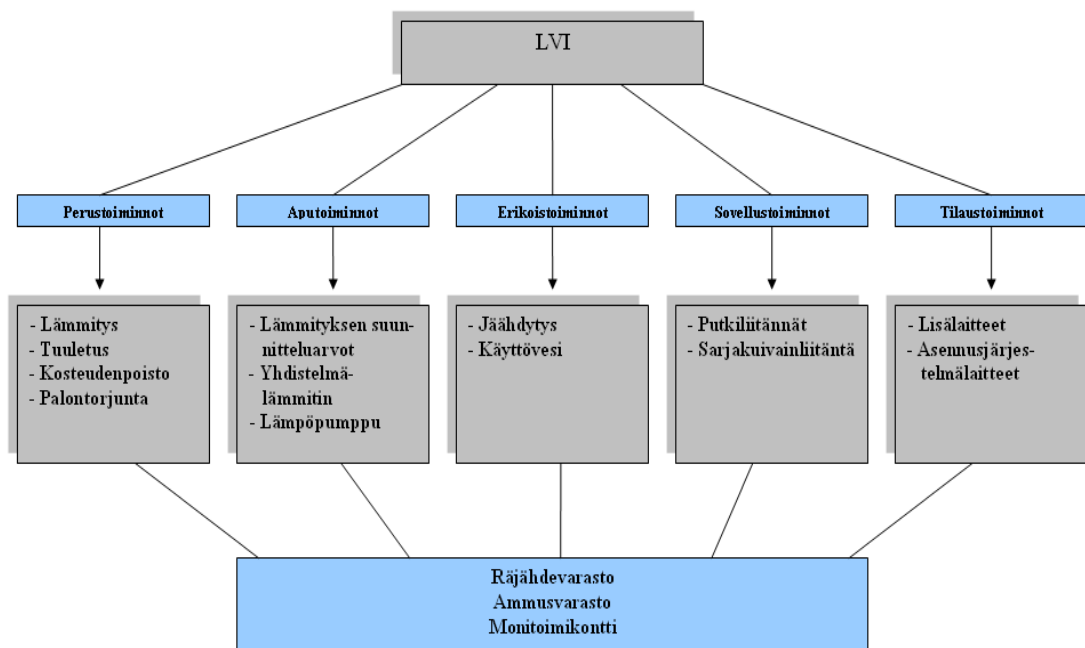 LVI
Perustoiminnot
Aputoiminnot
Erikoistoiminnot
Sovellustoiminnot
Tilaustoiminnot
- Lämmitys
- Tuuletus
- Kosteudenpoisto
- Palontorjunta
- Lämmityksen suun-
nitteluarvot
- Yhdistelmä-
lämmitin
- Lämpöpumppu
- Jäähdytys
- Käyttövesi
- Putkiliitännät
- Sarjakuivainliitäntä
- Lisälaitteet
- Asennusjärjes-
telmälaitteet
Räjähdevarasto
Ammusvarasto
Monitoimikontti